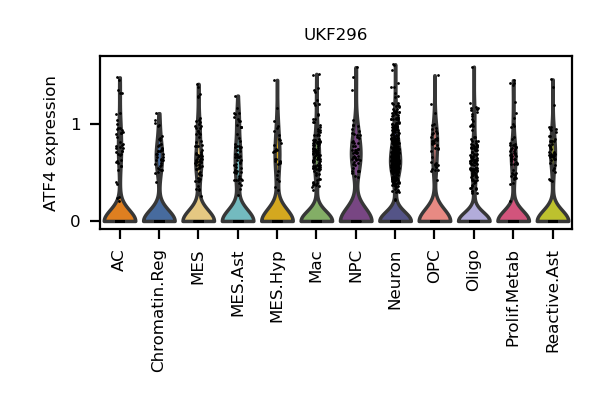 UKF296
ATF4 expression
1
0
AC
Chromatin.Reg
MES
MES.Ast
MES.Hyp
Mac
NPC
Neuron
OPC
Oligo
Prolif.Metab
Reactive.Ast